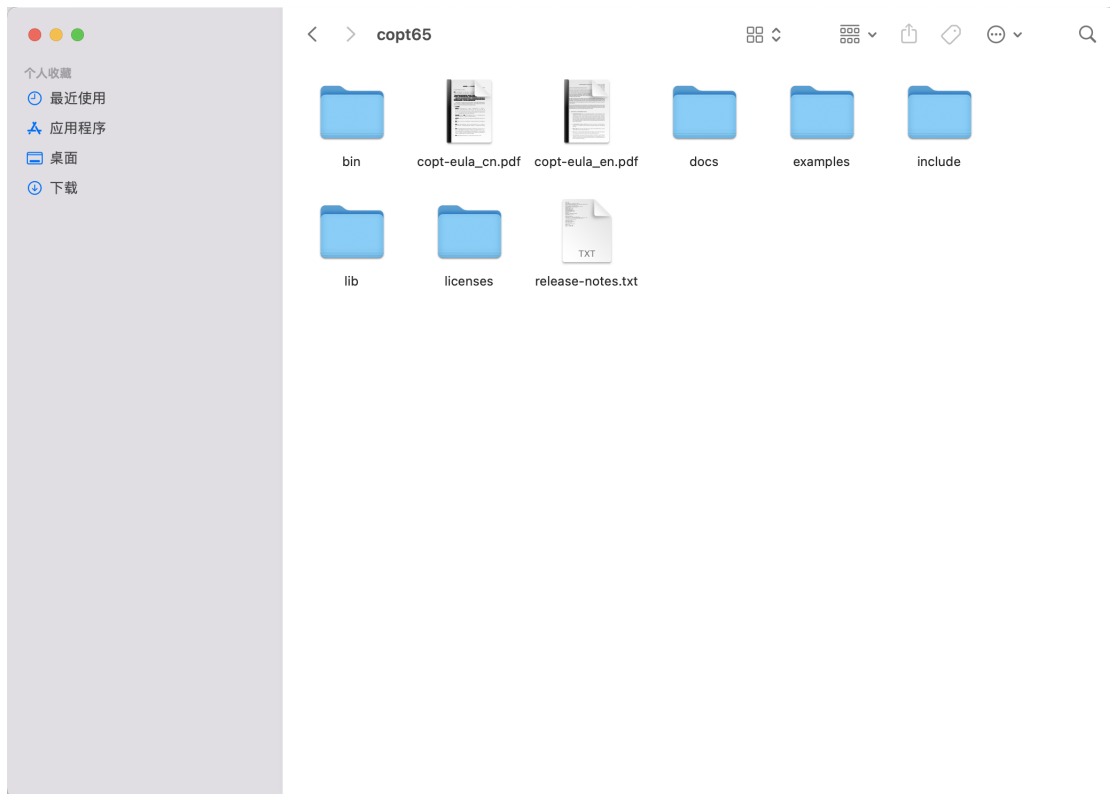 copt65
个人收藏
最近使用
应用程序
桌面
下载
bin
copt-eula_cn.pdf
copt-eula_en.pdf
docs
examples
include
lib
licenses
TXT
release-notes.txt